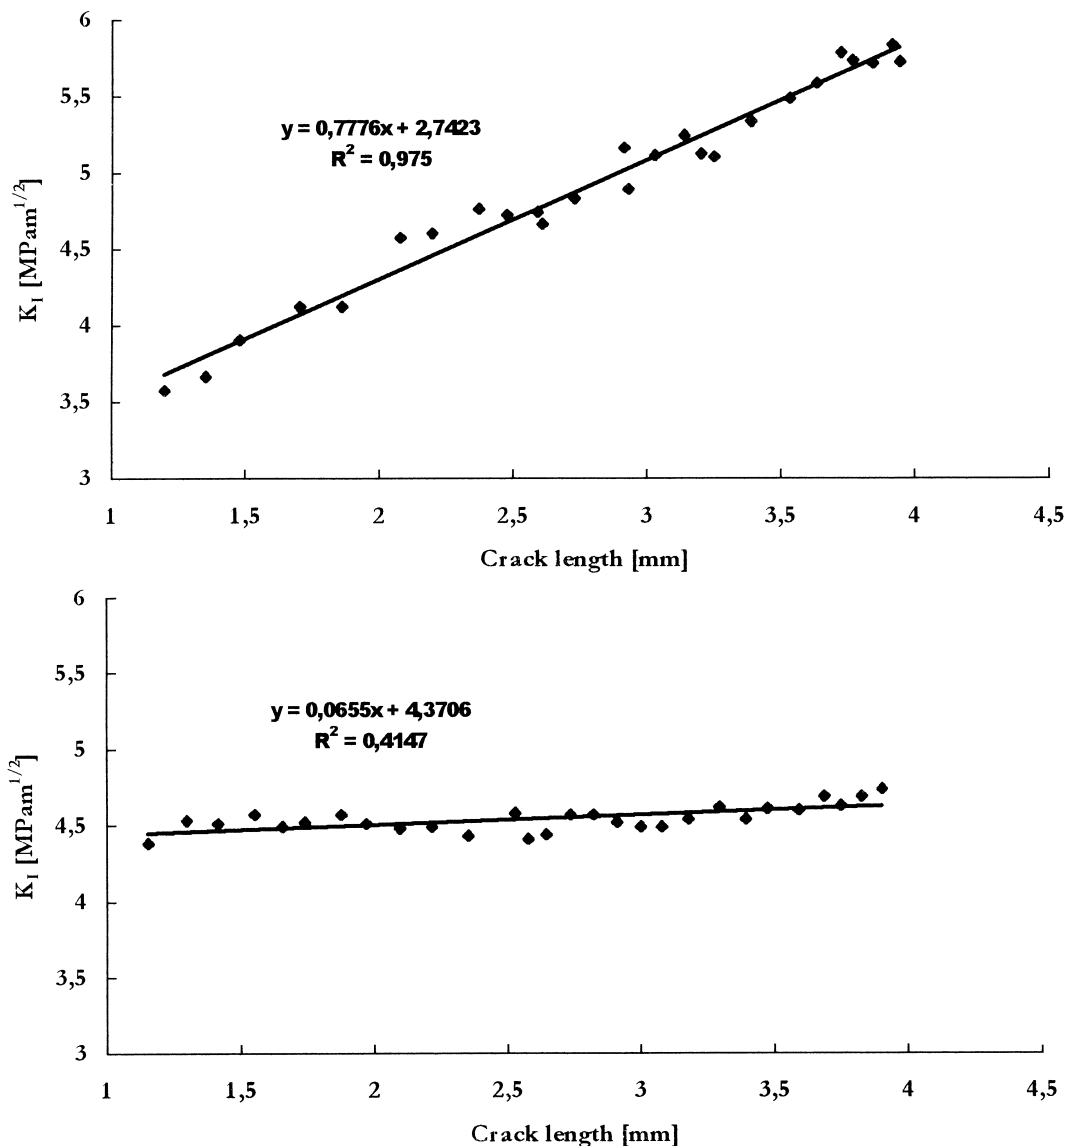 6
5,5
5
4,5
4
3,5
3
K_I [MPam^1/2]
y = 0,7776x + 2,7423
R² = 0,975
1 1,5 2 2,5 3 3,5 4 4,5
Crack length [mm]
6
5,5
5
4,5
4
3,5
3
K_I [MPam^1/2]
y = 0,0655x + 4,3706
R² = 0,4147
1 1,5 2 2,5 3 3,5 4 4,5
Crack length [mm]